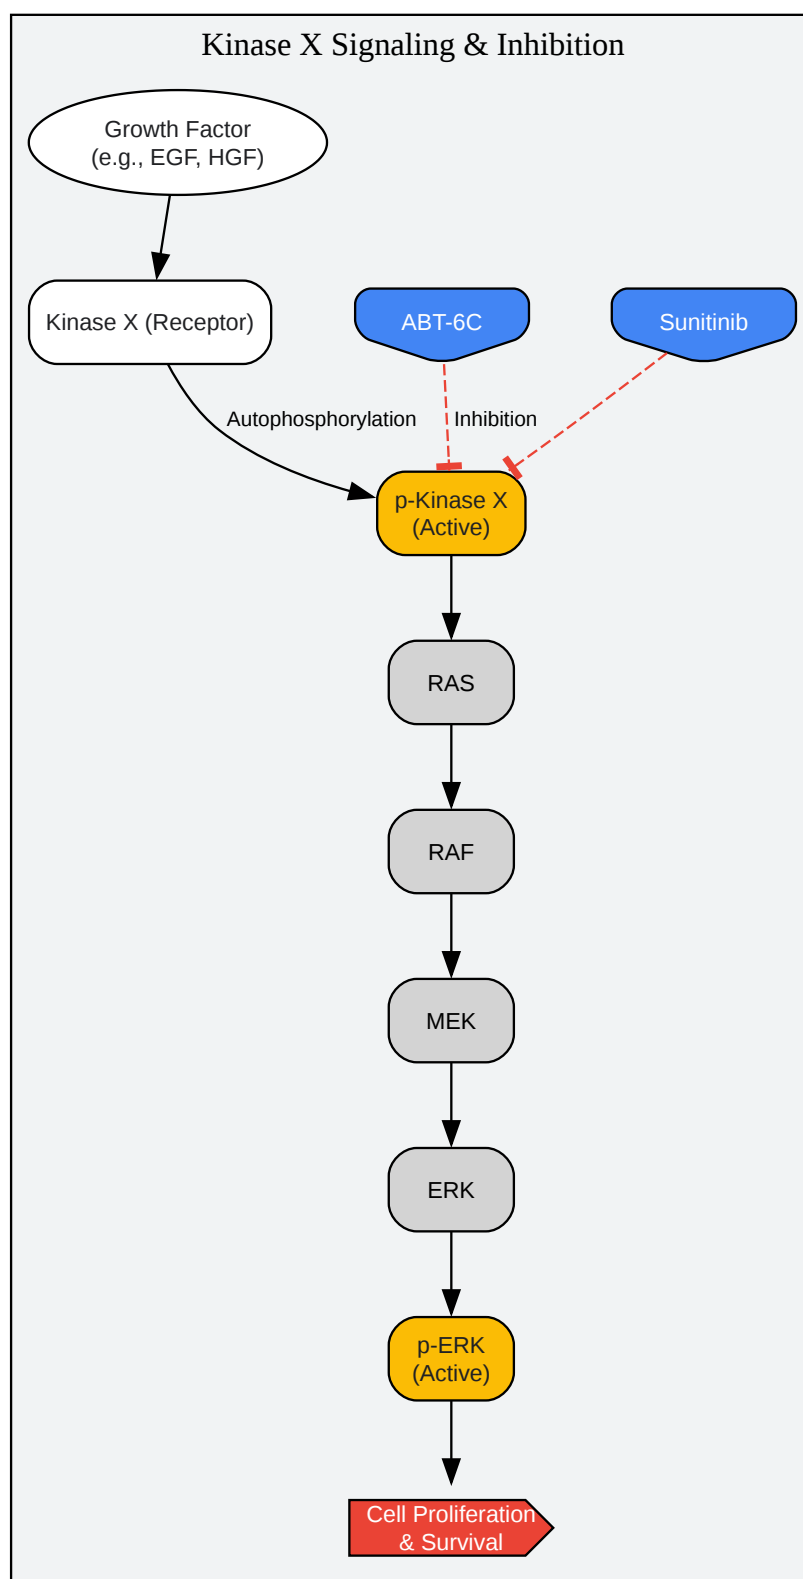 Kinase X Signaling & Inhibition
Growth Factor
(e.g., EGF, HGF)
Kinase X (Receptor)
ABT-6C
Sunitinib
Autophosphorylation
Inhibition
p-Kinase X
(Active)
RAS
RAF
MEK
ERK
p-ERK
(Active)
Cell Proliferation
& Survival